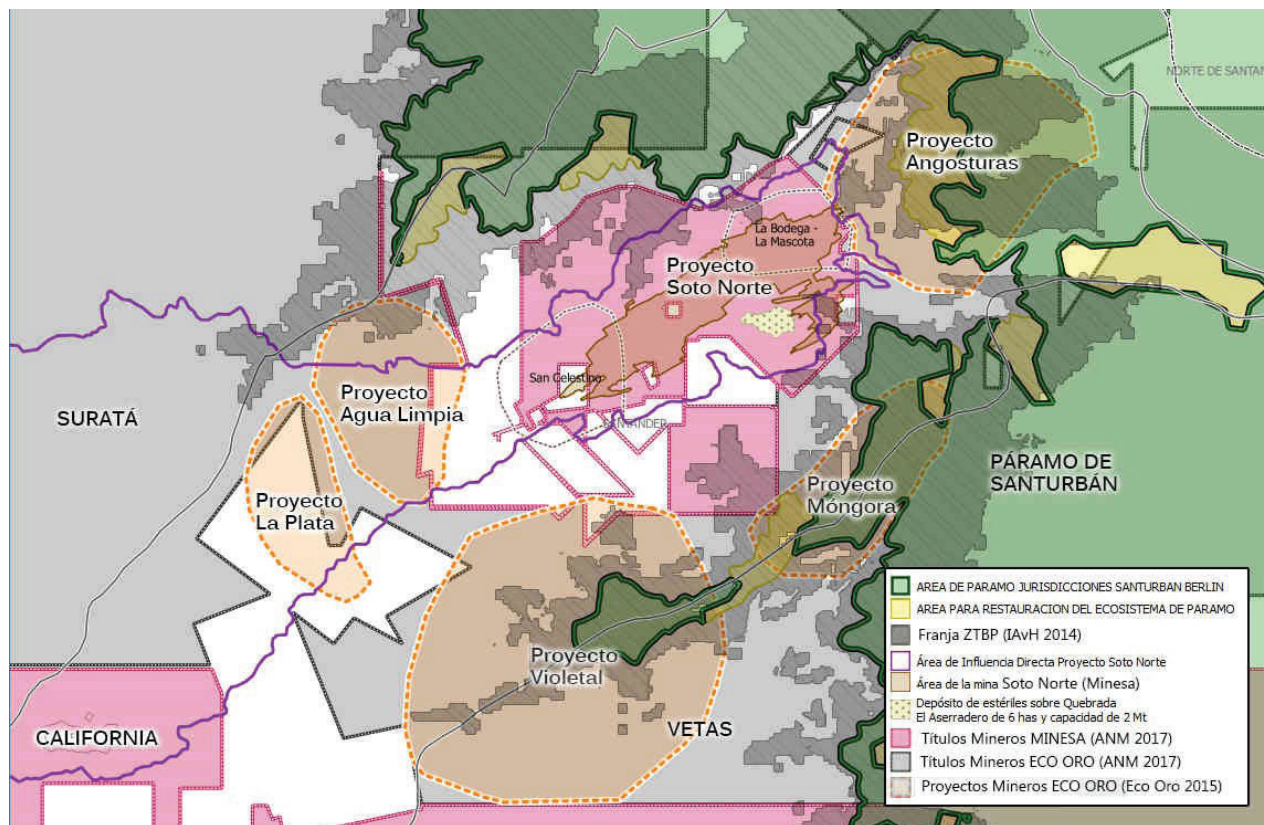 NORTE DE SANTAN
Proyecto
Angosturas
La Bodega -
La Mascota
Proyecto
Soto Norte
San Celestino
SANTANDER
Proyecto
Agua Limpia
SURATÁ
Proyecto
La Plata
PÁRAMO DE
SANTURBÁN
Proyecto
Móngora
Proyecto
Violetal
VETAS
CALIFORNIA
AREA DE PARAMO JURISDICCIONES SANTURBAN BERLIN
AREA PARA RESTAURACION DEL ECOSISTEMA DE PARAMO
Franja ZTBP (IAvH 2014)
Área de Influencia Directa Proyecto Soto Norte
Área de la mina Soto Norte (Minesa)
Depósito de estériles sobre Quebrada
El Aserradero de 6 has y capacidad de 2 Mt
Títulos Mineros MINESA (ANM 2017)
Títulos Mineros ECO ORO (ANM 2017)
Proyectos Mineros ECO ORO (Eco Oro 2015)